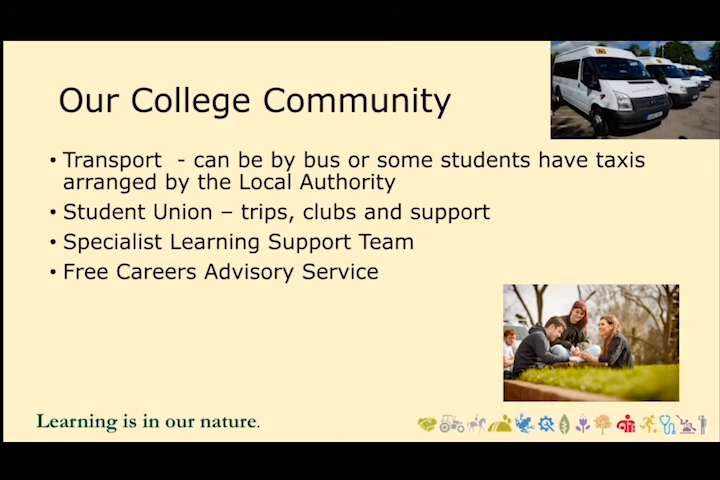 Our College Community
• Transport  - can be by bus or some students have taxis
arranged by the Local Authority
• Student Union – trips, clubs and support
• Specialist Learning Support Team
• Free Careers Advisory Service
Learning is in our nature.